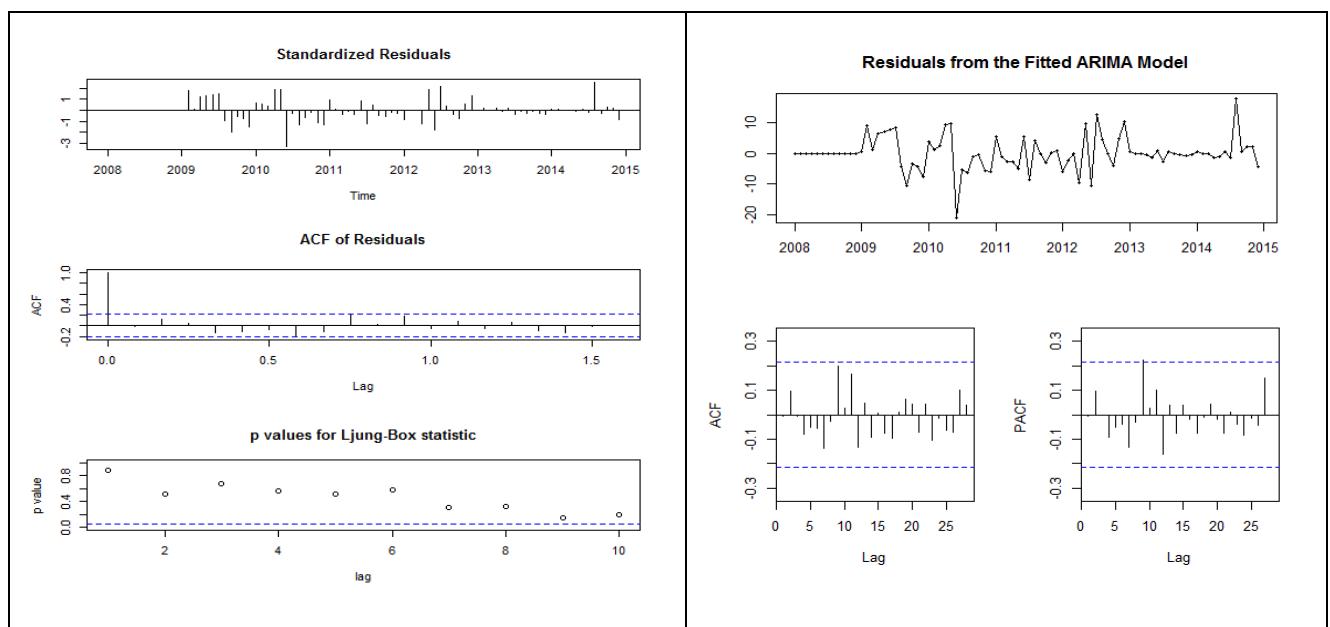 Standardized Residuals
1
-1
-3
2008 2009 2010 2011 2012 2013 2014 2015
Time
ACF of Residuals
ACF
1.0
0.4
-0.2
0.0 0.5 1.0 1.5
Lag
p values for Ljung-Box statistic
p value
0.8
0.4
0.0
2 4 6 8 10
lag
Residuals from the Fitted ARIMA Model
10
0
-10
-20
2008 2009 2010 2011 2012 2013 2014 2015
ACF
0.3
0.1
-0.1
-0.3
0 5 10 15 20 25
Lag
PACF
0.3
0.1
-0.1
-0.3
0 5 10 15 20 25
Lag